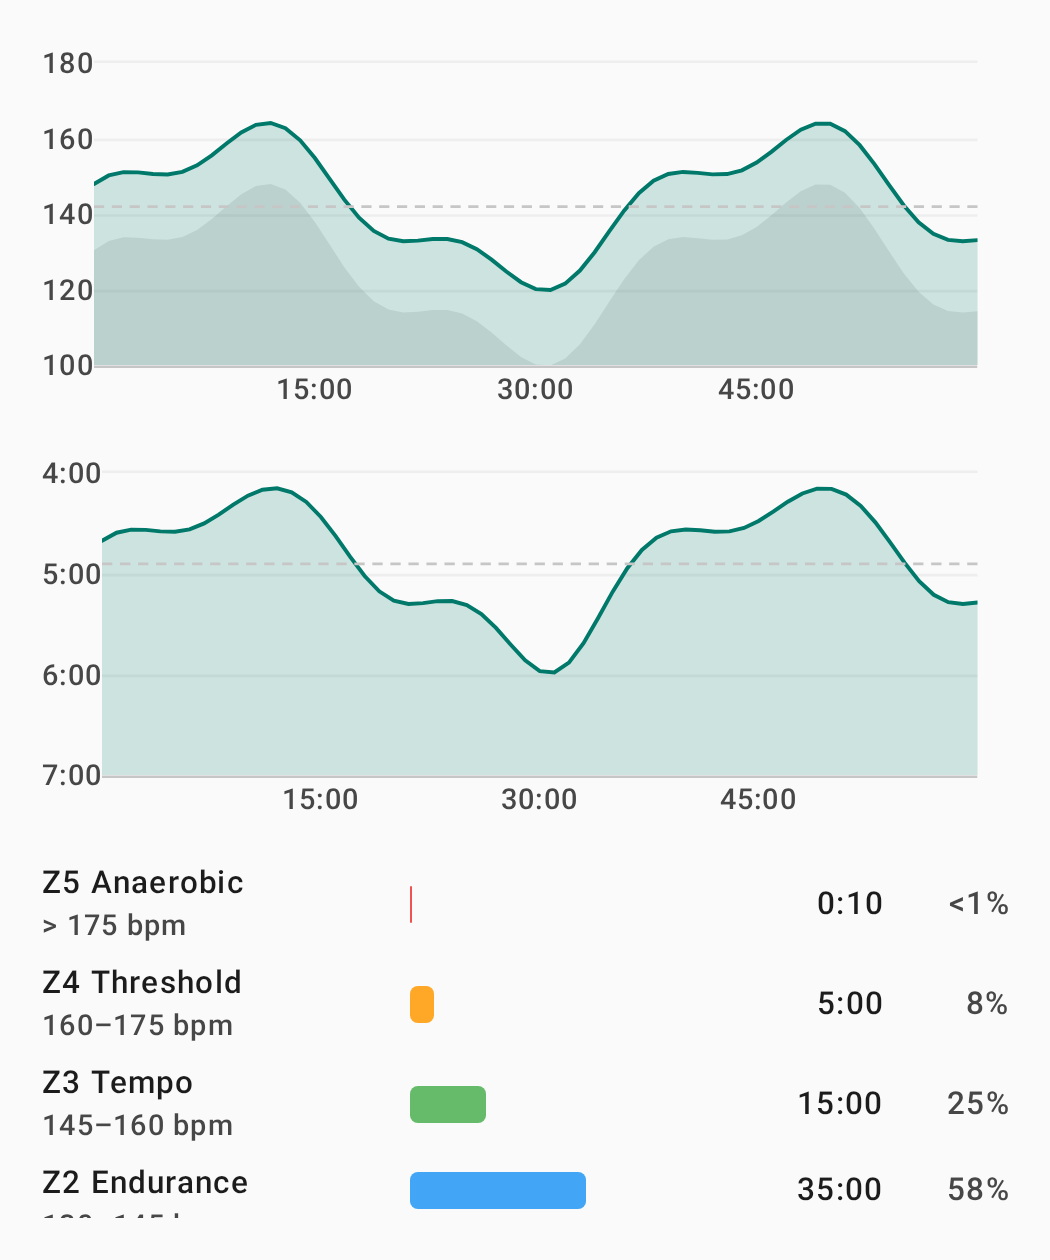 180
160
140
120
100
15:00 30:00 45:00
4:00
5:00
6:00
7:00
15:00 30:00 45:00
Z5 Anaerobic
> 175 bpm
0:10 <1%
Z4 Threshold
160–175 bpm
5:00 8%
Z3 Tempo
145–160 bpm
15:00 25%
Z2 Endurance
35:00 58%